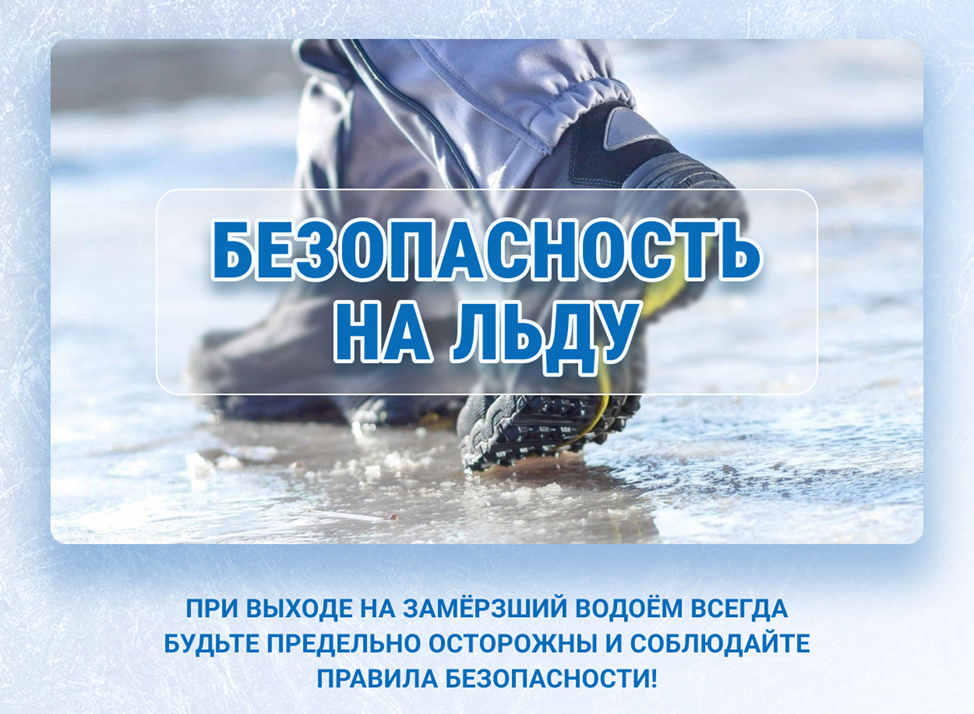 БЕЗОПАСНОСТЬ
НА ЛЬДУ
ПРИ ВЫХОДЕ НА ЗАМЁРЗШИЙ ВОДОЁМ ВСЕГДА
БУДЬТЕ ПРЕДЕЛЬНО ОСТОРОЖНЫ И СОБЛЮДАЙТЕ
ПРАВИЛА БЕЗОПАСНОСТИ!